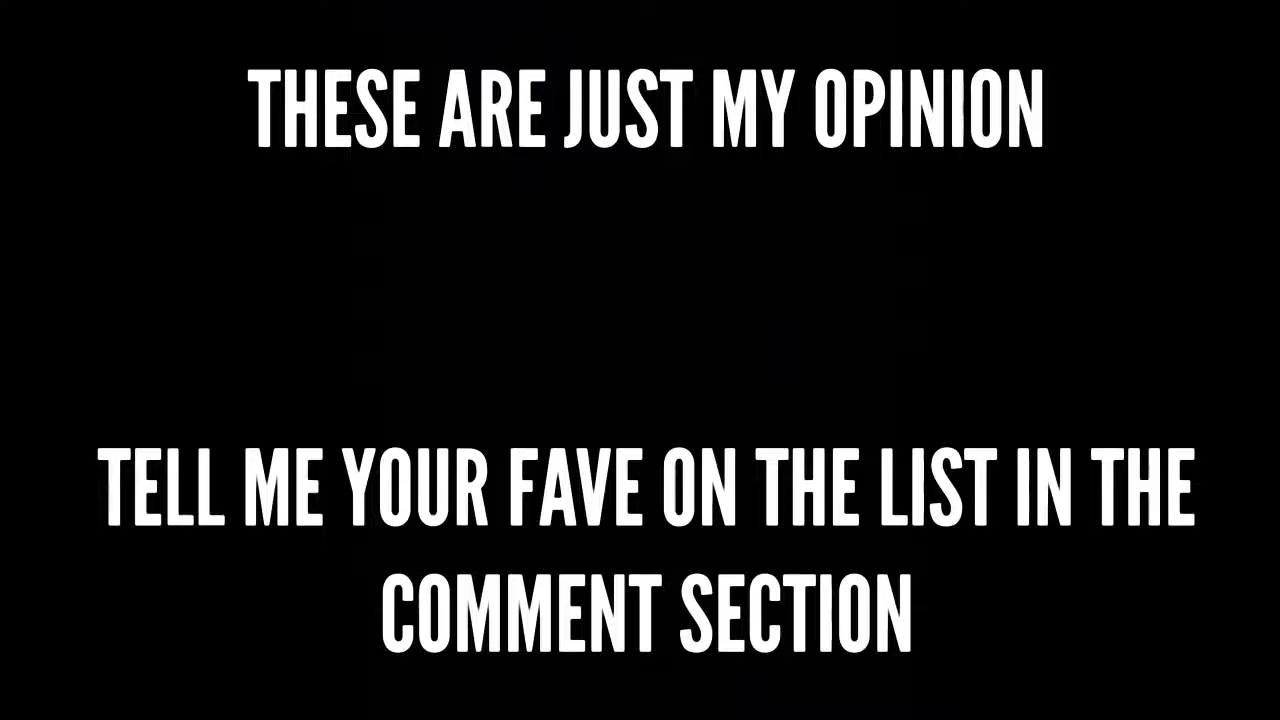 THESE ARE JUST MY OPINION
TELL ME YOUR FAVE ON THE LIST IN THE
COMMENT SECTION